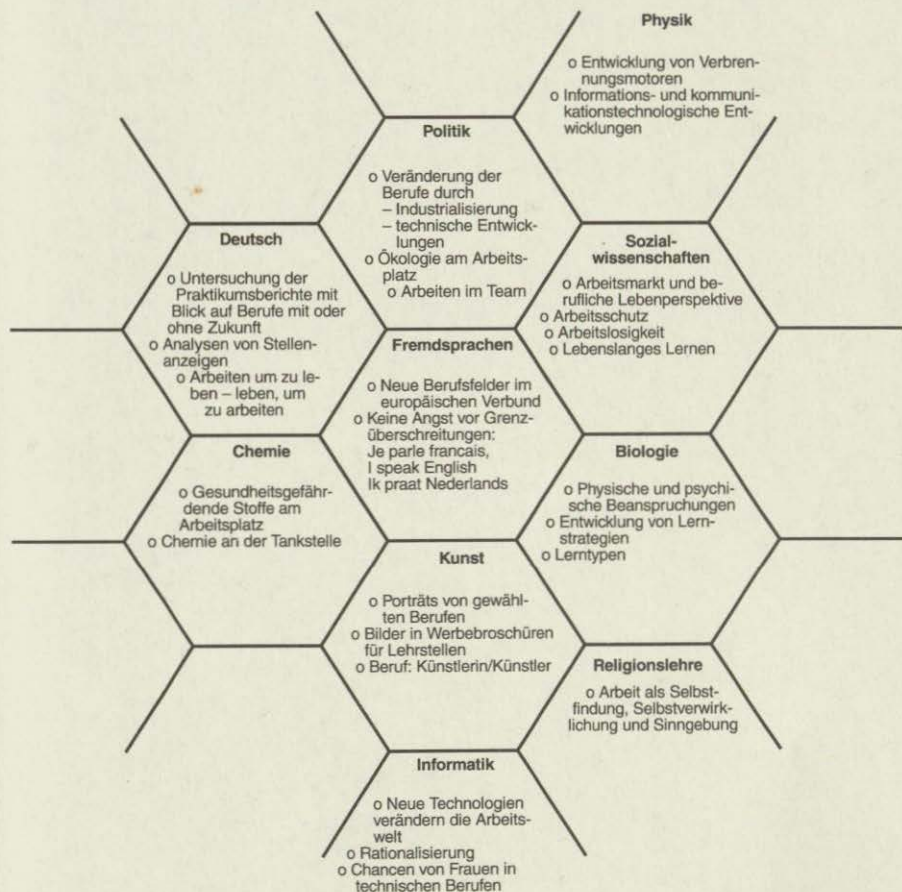 Physik
o Entwicklung von Verbren-
nungsmotoren
o Informations- und kommuni-
kationstechnologische Ent-
wicklungen
Politik
o Veränderung der
Berufe durch
– Industrialisierung
– technische Entwick-
lungen
o Ökologie am Arbeits-
platz
o Arbeiten im Team
Deutsch
o Untersuchung der
Praktikumsberichte mit
Blick auf Berufe mit oder
ohne Zukunft
o Analysen von Stellen-
anzeigen
o Arbeiten um zu le-
ben – leben, um
zu arbeiten
Sozial-
wissenschaften
o Arbeitsmarkt und be-
rufliche Lebenperspektive
o Arbeitsschutz
o Arbeitslosigkeit
o Lebenslanges Lernen
Fremdsprachen
o Neue Berufsfelder im
europäischen Verbund
o Keine Angst vor Grenz-
überschreitungen:
Je parle francais,
I speak English
Ik praat Nederlands
Chemie
o Gesundheitsgefähr-
dende Stoffe am
Arbeitsplatz
o Chemie an der Tankstelle
Biologie
o Physische und psychi-
sche Beanspruchungen
o Entwicklung von Lern-
strategien
o Lerntypen
Kunst
o Porträts von gewähl-
ten Berufen
o Bilder in Werbebroschüren
für Lehrstellen
o Beruf: Künstlerin/Künstler
Religionslehre
o Arbeit als Selbst-
findung, Selbstverwirk-
lichung und Sinngebung
Informatik
o Neue Technologien
verändern die Arbeits-
welt
o Rationalisierung
o Chancen von Frauen in
technischen Berufen